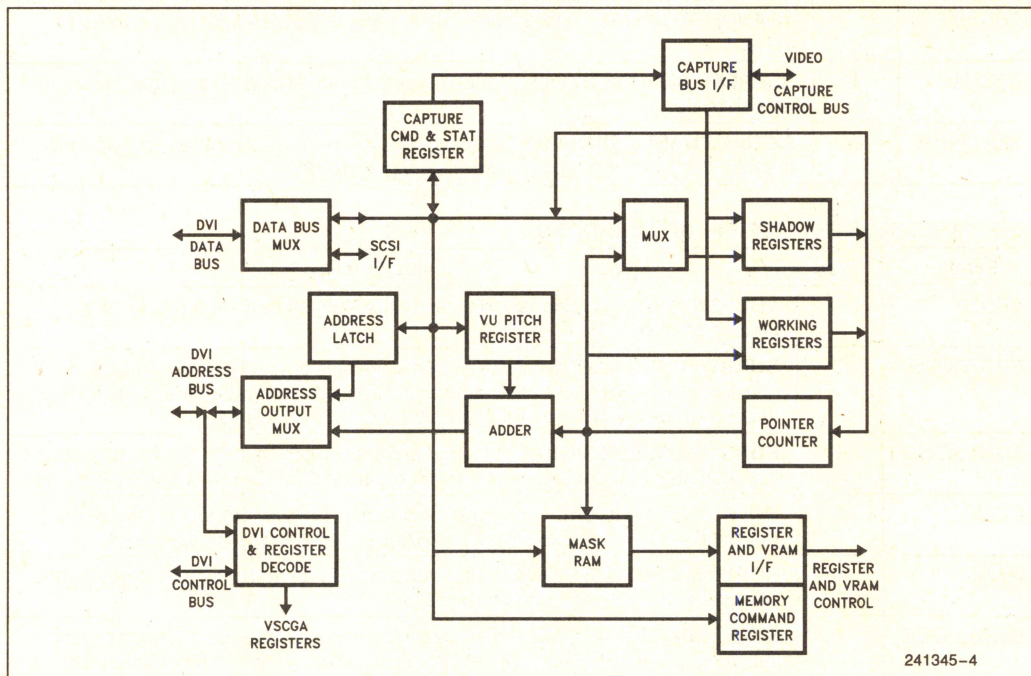 CAPTURE
BUS I/F
VIDEO
CAPTURE
CONTROL BUS
CAPTURE
CMD & STAT
REGISTER
DVI
DATA
BUS
DATA BUS
MUX
SCSI
I/F
MUX
SHADOW
REGISTERS
ADDRESS
LATCH
VU PITCH
REGISTER
WORKING
REGISTERS
DVI
ADDRESS
BUS
ADDRESS
OUTPUT
MUX
ADDER
POINTER
COUNTER
DVI CONTROL
& REGISTER
DECODE
DVI
CONTROL
BUS
VSCGA
REGISTERS
MASK
RAM
REGISTER
AND VRAM
I/F
REGISTER
AND VRAM
CONTROL
MEMORY
COMMAND
REGISTER
241345-4